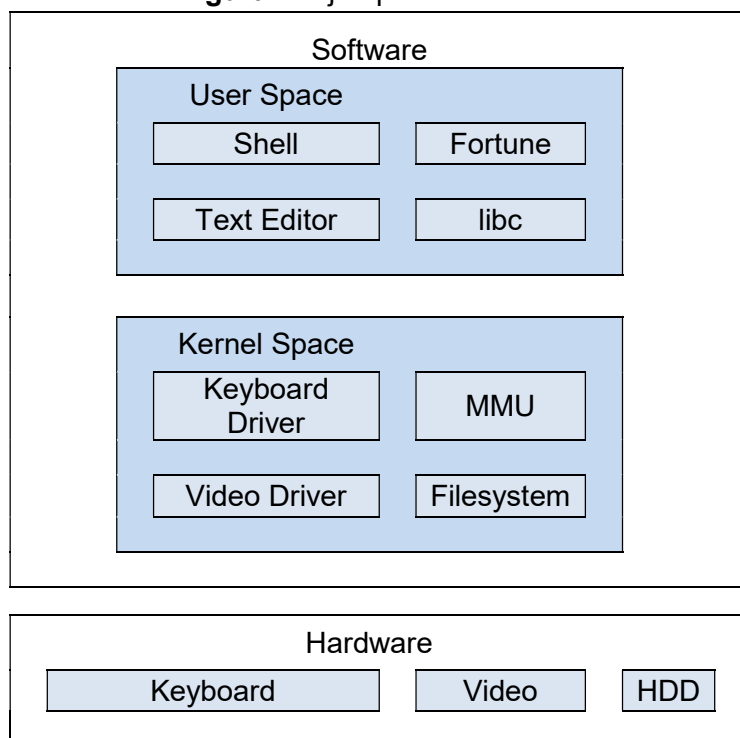 Software
User Space
Shell
Fortune
Text Editor
libc
Kernel Space
Keyboard
Driver
MMU
Video Driver
Filesystem
Hardware
Keyboard
Video
HDD